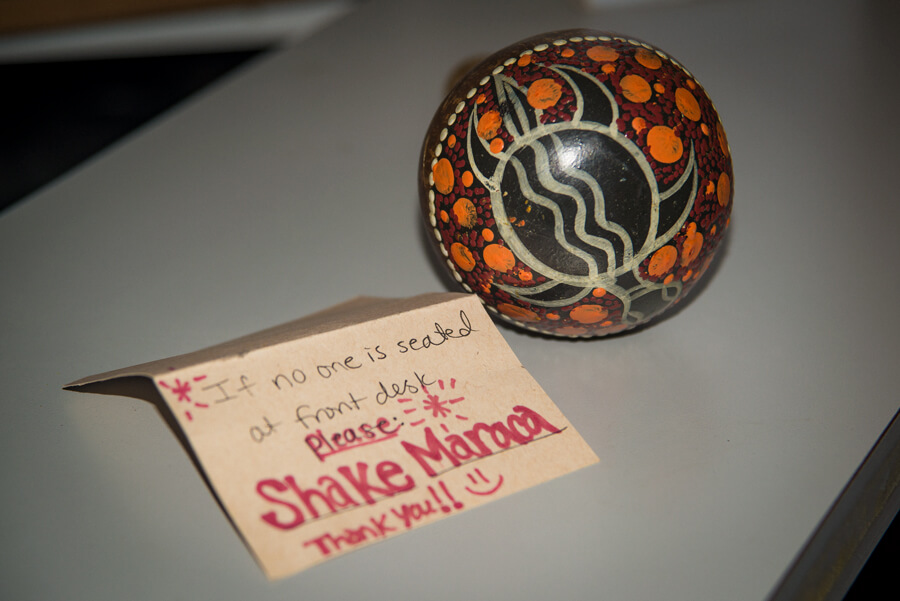 If no one is seated
at front desk
please:
Shake Maraca
Thank you!!